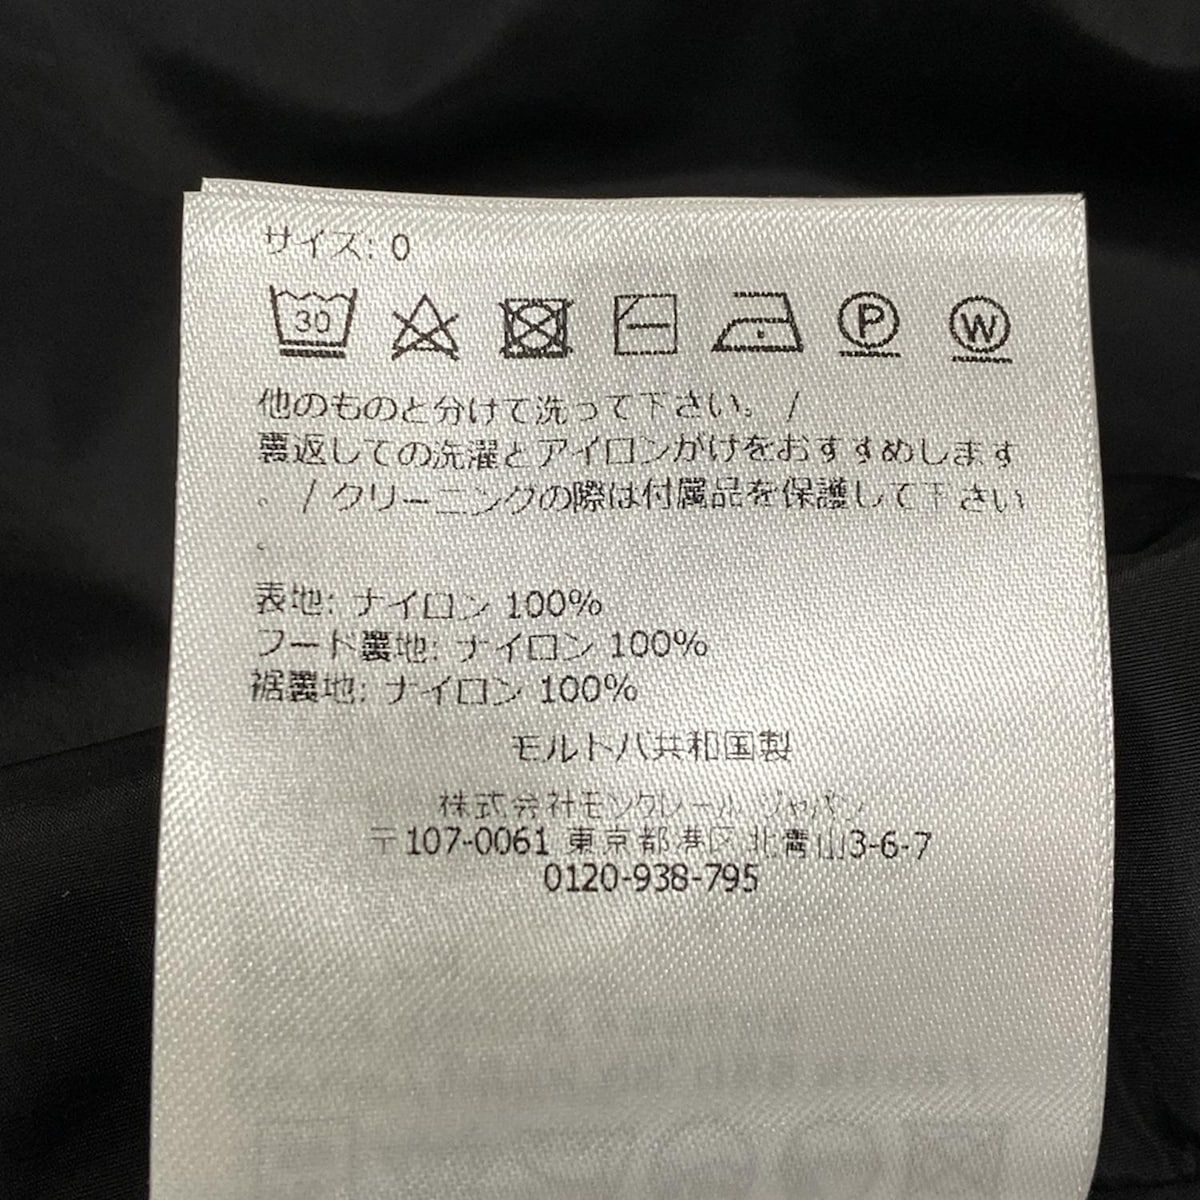 サイズ: 0
30
P
W
他のものと分けて洗って下さい。 /
裏返しての洗濯とアイロンがけをおすすめします
。 / クリーニングの際は付属品を保護して下さい
。
表地: ナイロン 100%
フード裏地: ナイロン 100%
裾裏地: ナイロン 100%
モルドバ共和国製
株式会社モンクレール ジャパン
〒107-0061 東京都港区 北青山3-6-7
0120-938-795